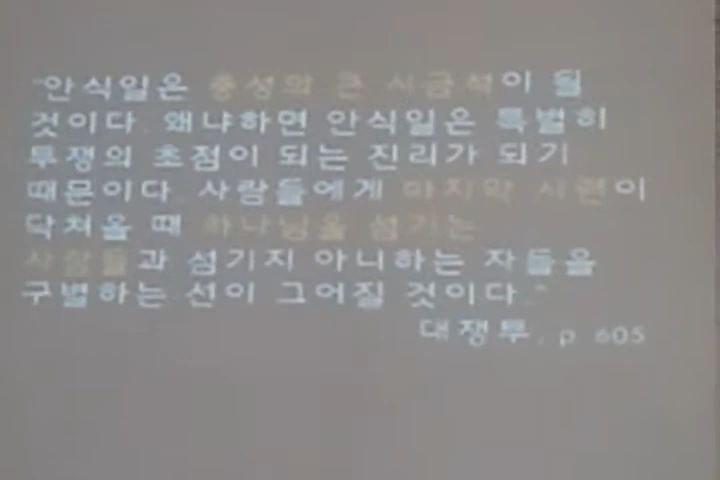 "안식일은 충성의 큰 시금석이 될
것이다. 왜냐하면 안식일은 특별히
투쟁의 초점이 되는 진리가 되기
때문이다. 사람들에게 마지막 시련이
닥쳐올 때 하나님을 섬기는
사람들과 섬기지 아니하는 자들을
구별하는 선이 그어질 것이다."
대쟁투, p 605